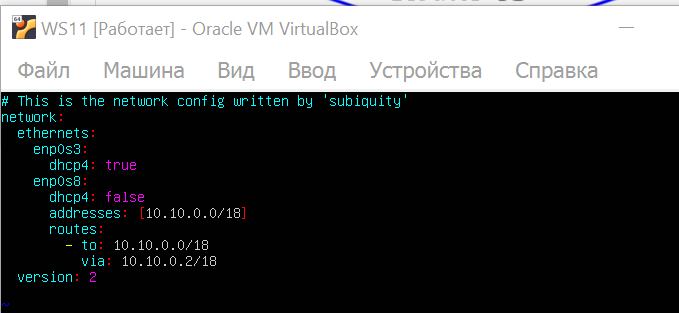 WS11 [Работает] - Oracle VM VirtualBox
Файл Машина Вид Ввод Устройства Справка
# This is the network config written by 'subiquity'
network:
  ethernets:
    enp0s3:
      dhcp4: true
    enp0s8:
      dhcp4: false
      addresses: [10.10.0.0/18]
      routes:
        - to: 10.10.0.0/18
          via: 10.10.0.2/18
  version: 2
~